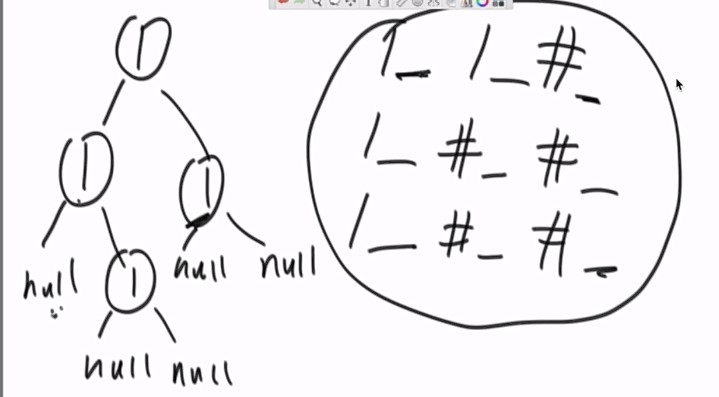 1
1_ 1_ #_
1 1
1_ #_ #_
null 1 null null
1_ #_ #_
null null